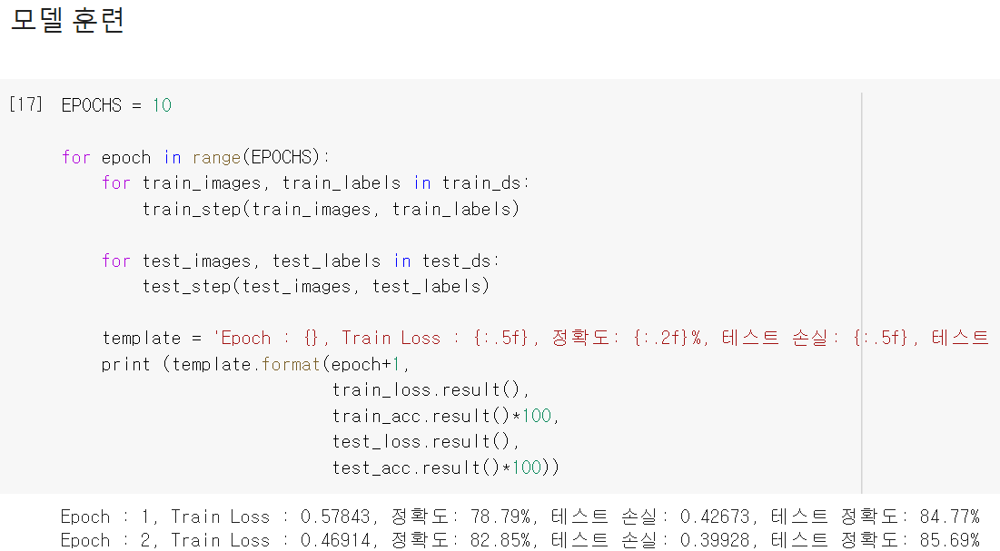 모델 훈련
[17] EPOCHS = 10
for epoch in range(EPOCHS):
for train_images, train_labels in train_ds:
train_step(train_images, train_labels)
for test_images, test_labels in test_ds:
test_step(test_images, test_labels)
template = 'Epoch : {}, Train Loss : {:.5f}, 정확도: {:.2f}%, 테스트 손실: {:.5f}, 테스트
print (template.format(epoch+1,
train_loss.result(),
train_acc.result()*100,
test_loss.result(),
test_acc.result()*100))
Epoch : 1, Train Loss : 0.57843, 정확도: 78.79%, 테스트 손실: 0.42673, 테스트 정확도: 84.77%
Epoch : 2, Train Loss : 0.46914, 정확도: 82.85%, 테스트 손실: 0.39928, 테스트 정확도: 85.69%